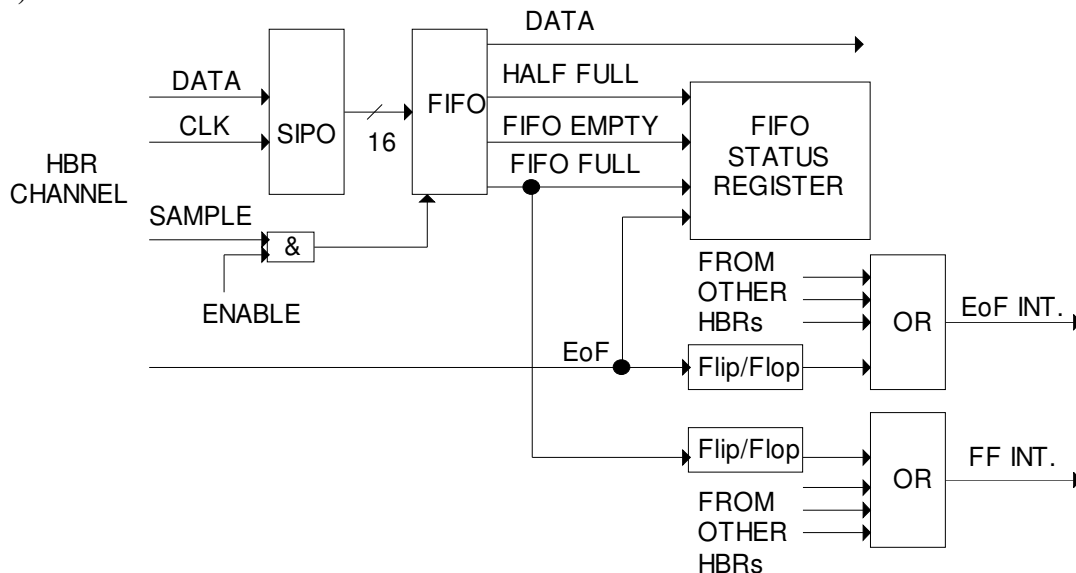 DATA
HALF FULL
FIFO EMPTY
FIFO FULL
DATA
CLK
SIPO
16
FIFO
FIFO
STATUS
REGISTER
HBR
CHANNEL
SAMPLE
&
ENABLE
FROM
OTHER
HBRs
OR
EoF INT.
EoF
Flip/Flop
Flip/Flop
OR
FF INT.
FROM
OTHER
HBRs